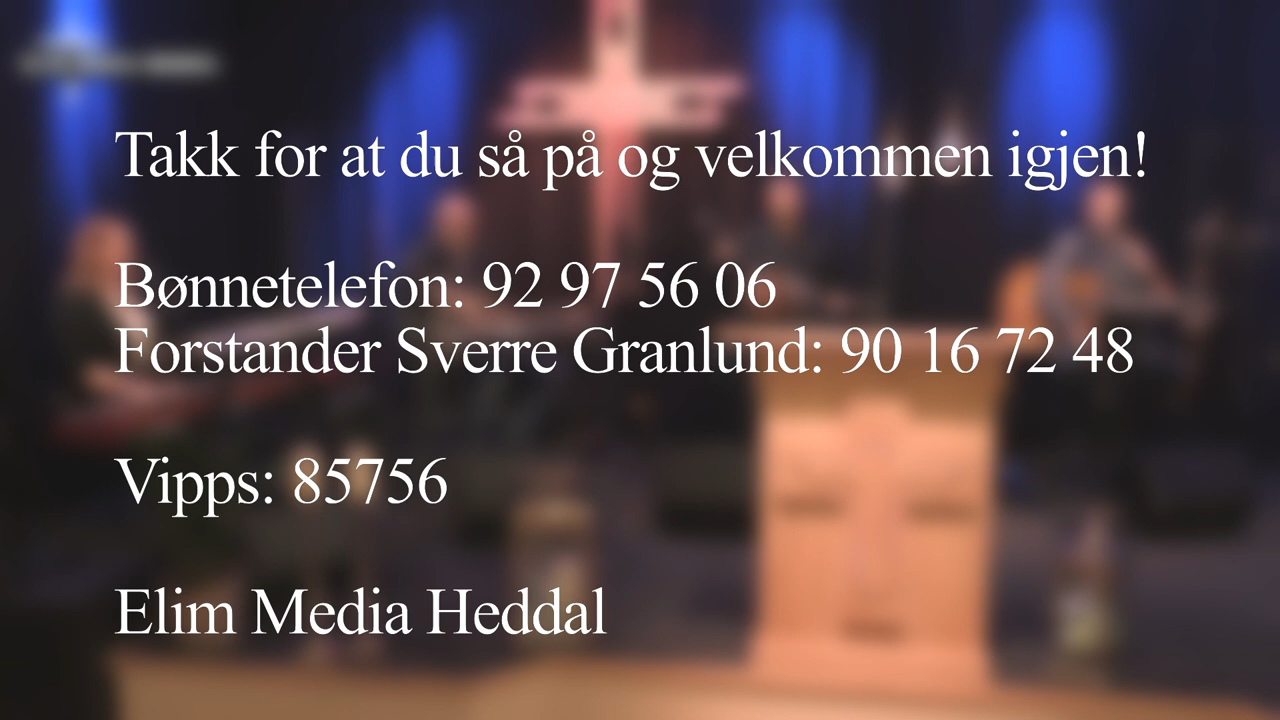 Takk for at du så på og velkommen igjen!
Bønnetelefon: 92 97 56 06
Forstander Sverre Granlund: 90 16 72 48
Vipps: 85756
Elim Media Heddal